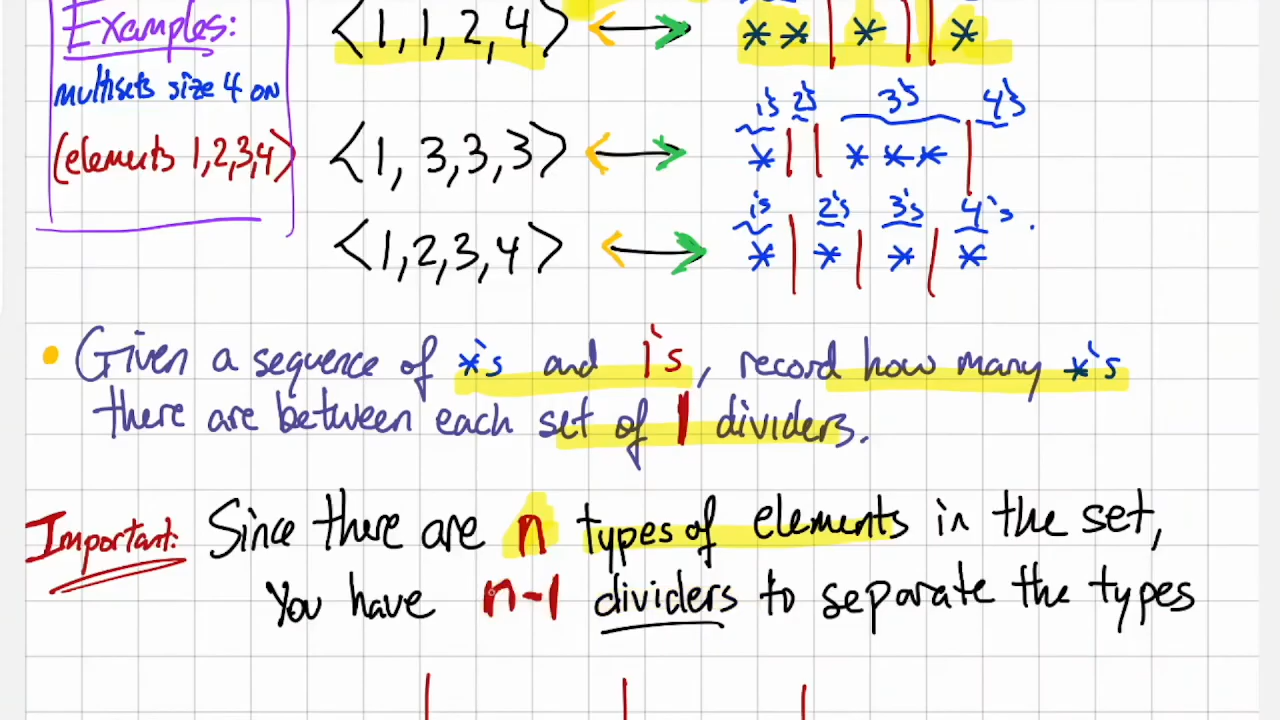 Examples:
multisets size 4 on
(elements 1,2,3,4)
<1,1,2,4> ↔ **|*||*
1's 2's 3's 4's
<1,3,3,3> ↔ *||***|
1's 2's 3's 4's.
<1,2,3,4> ↔ *|*|*|*
• Given a sequence of *'s and |'s, record how many *'s
there are between each set of | dividers.
Important: Since there are n types of elements in the set,
You have n-1 dividers to separate the types